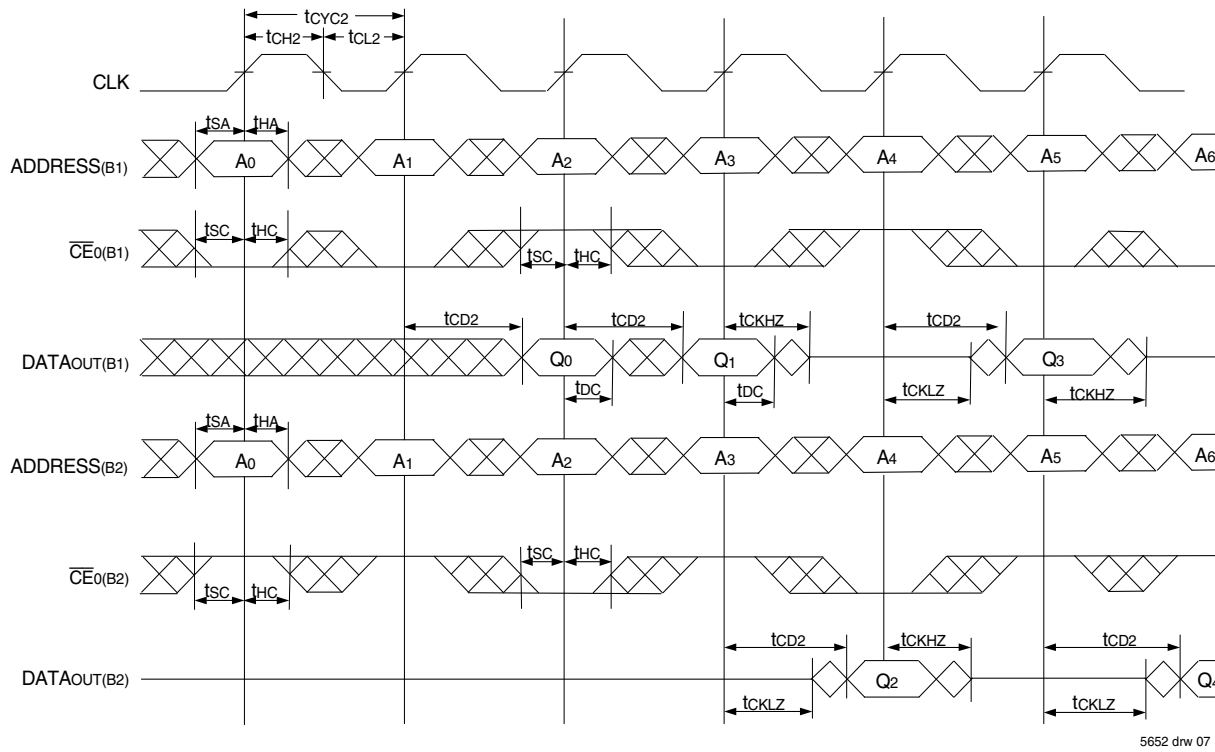 tCYC2
tCH2 tCL2
CLK
tSA tHA
ADDRESS(B1) A0 A1 A2 A3 A4 A5 A6
tSC tHC
CE0(B1)
tSC tHC
tCD2 tCD2 tCKHZ tCD2
DATAOUT(B1) Q0 Q1 Q3
tDC tDC tCKLZ tCKHZ
tSA tHA
ADDRESS(B2) A0 A1 A2 A3 A4 A5 A6
tSC tHC
CE0(B2)
tSC tHC
tCD2 tCKHZ tCD2
DATAOUT(B2) Q2 Q4
tCKLZ tCKLZ
5652 drw 07